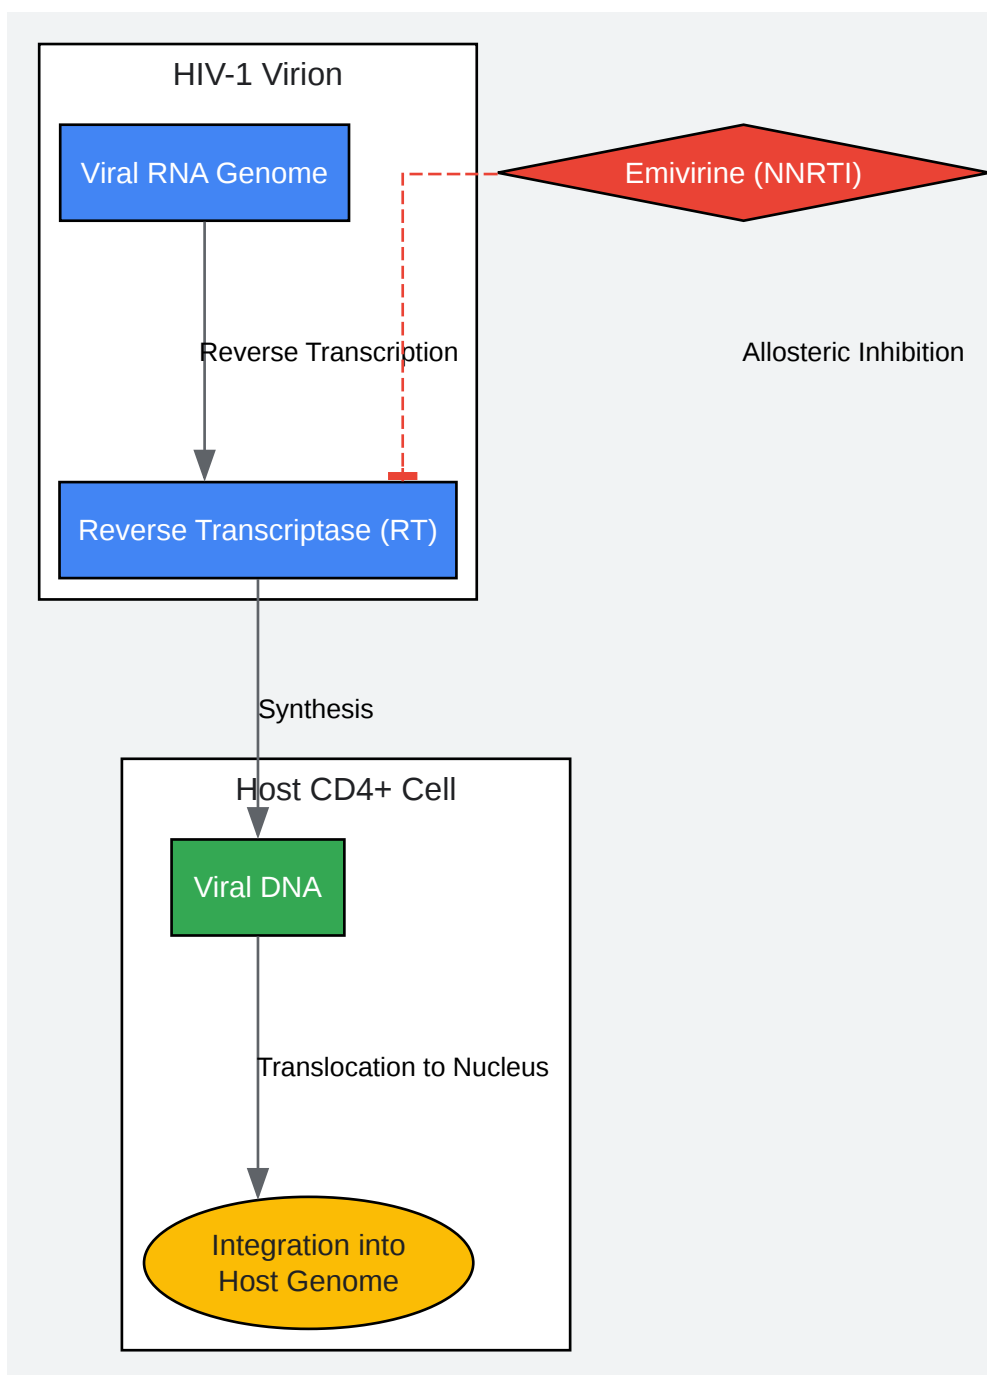 HIV-1 Virion
Viral RNA Genome
Emivirine (NNRTI)
Reverse Transcription
Allosteric Inhibition
Reverse Transcriptase (RT)
Synthesis
Host CD4+ Cell
Viral DNA
Translocation to Nucleus
Integration into
Host Genome